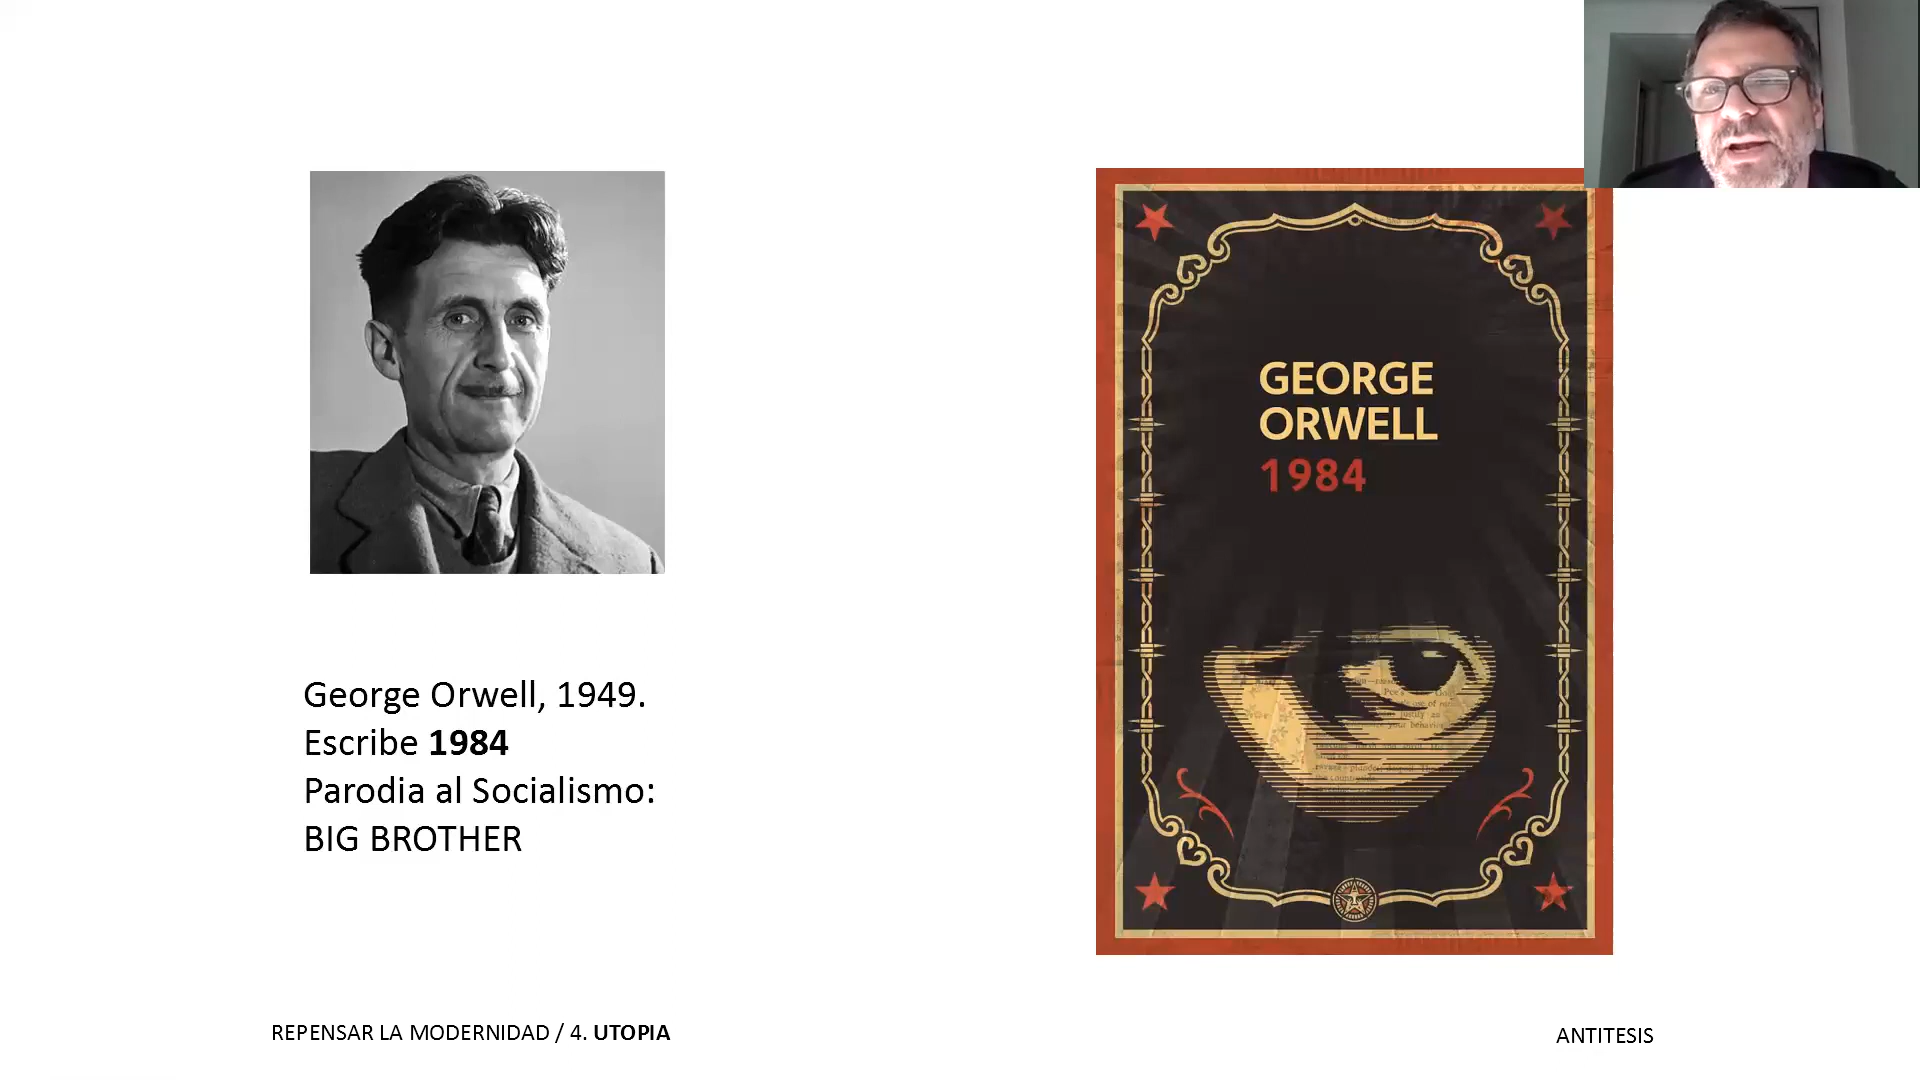 GEORGE
ORWELL
1984
George Orwell, 1949.
Escribe 1984
Parodia al Socialismo:
BIG BROTHER
REPENSAR LA MODERNIDAD / 4. UTOPIA
ANTITESIS